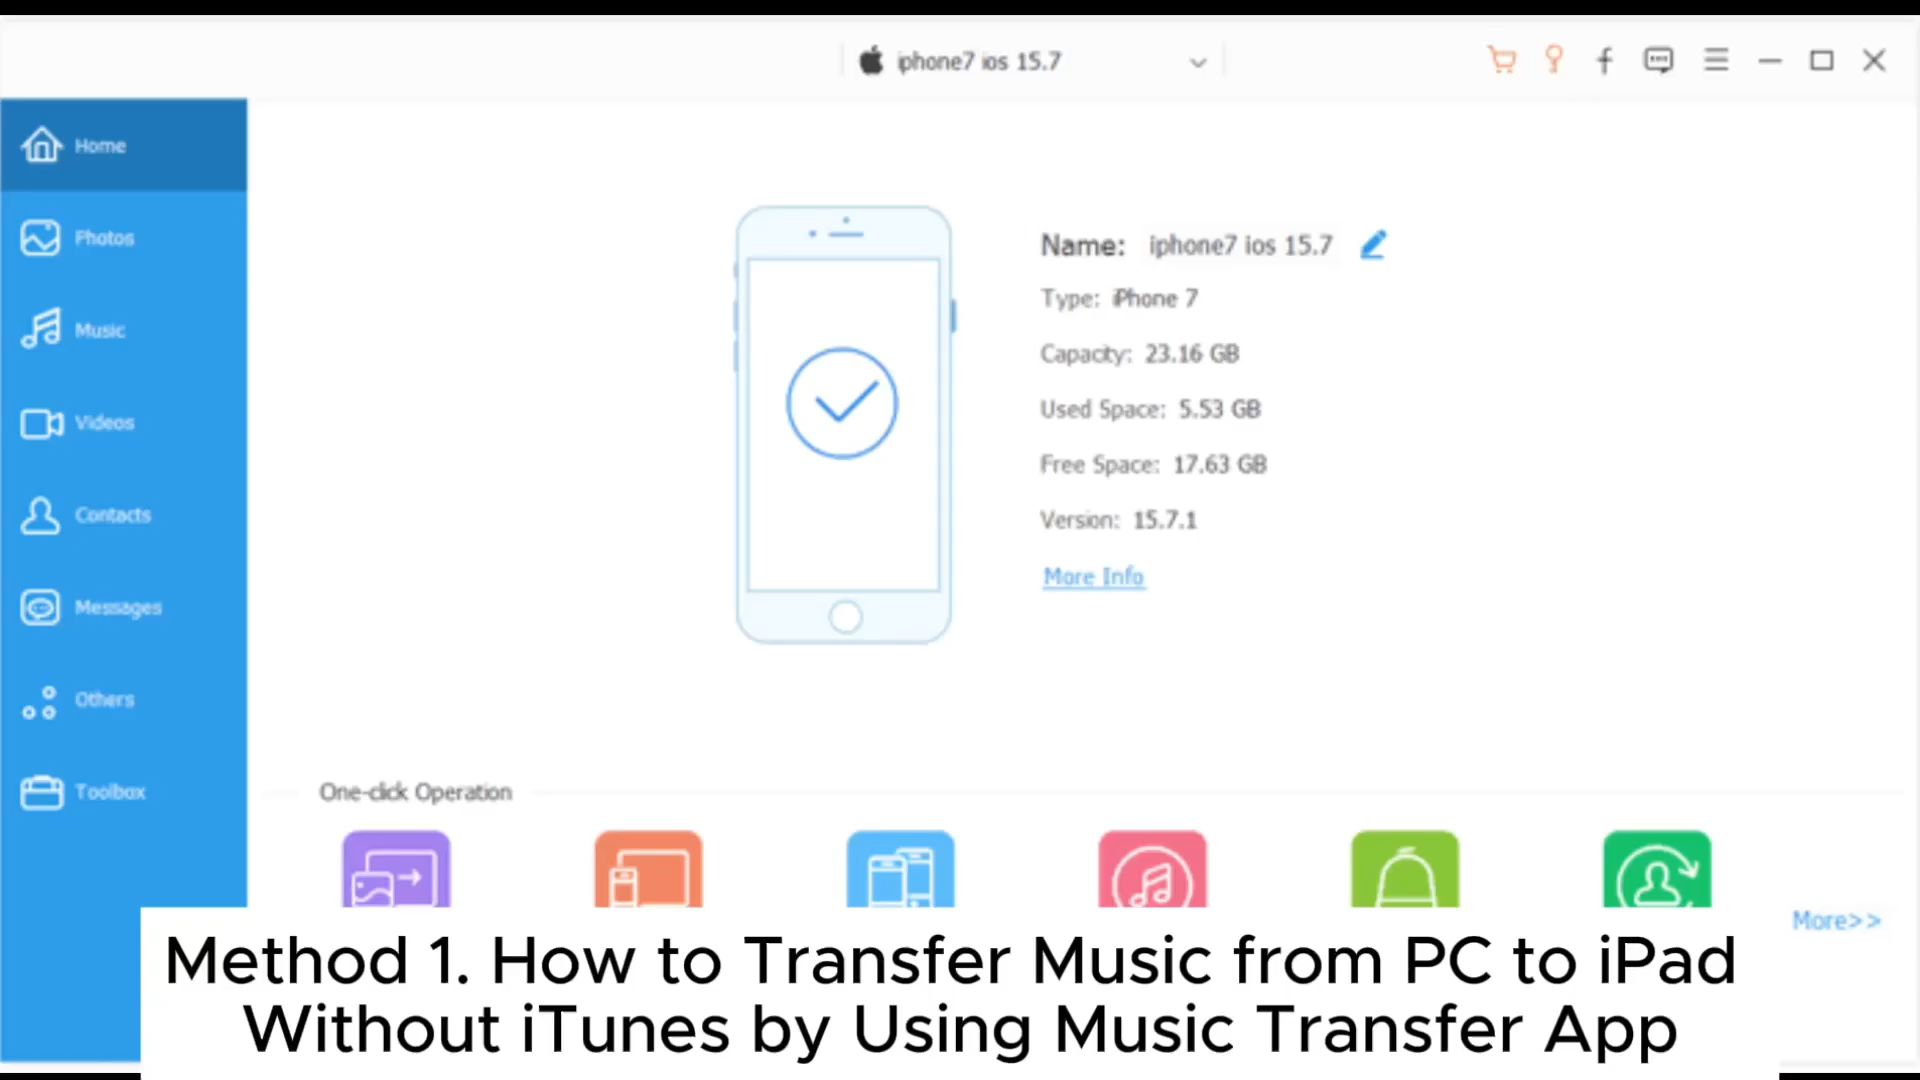 iphone7 ios 15.7
Home
Photos
Music
Videos
Contacts
Messages
Others
Toolbox
Name: iphone7 ios 15.7
Type: iPhone 7
Capacity: 23.16 GB
Used Space: 5.53 GB
Free Space: 17.63 GB
Version: 15.7.1
More Info
One-click Operation
More>>
Method 1. How to Transfer Music from PC to iPad
Without iTunes by Using Music Transfer App